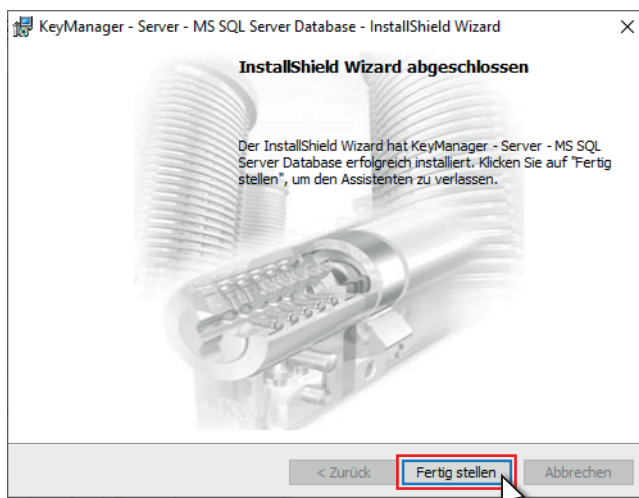 KeyManager - Server - MS SQL Server Database - InstallShield Wizard
InstallShield Wizard abgeschlossen
Der InstallShield Wizard hat KeyManager - Server - MS SQL
Server Database erfolgreich installiert. Klicken Sie auf "Fertig
stellen", um den Assistenten zu verlassen.
< Zurück
Fertig stellen
Abbrechen